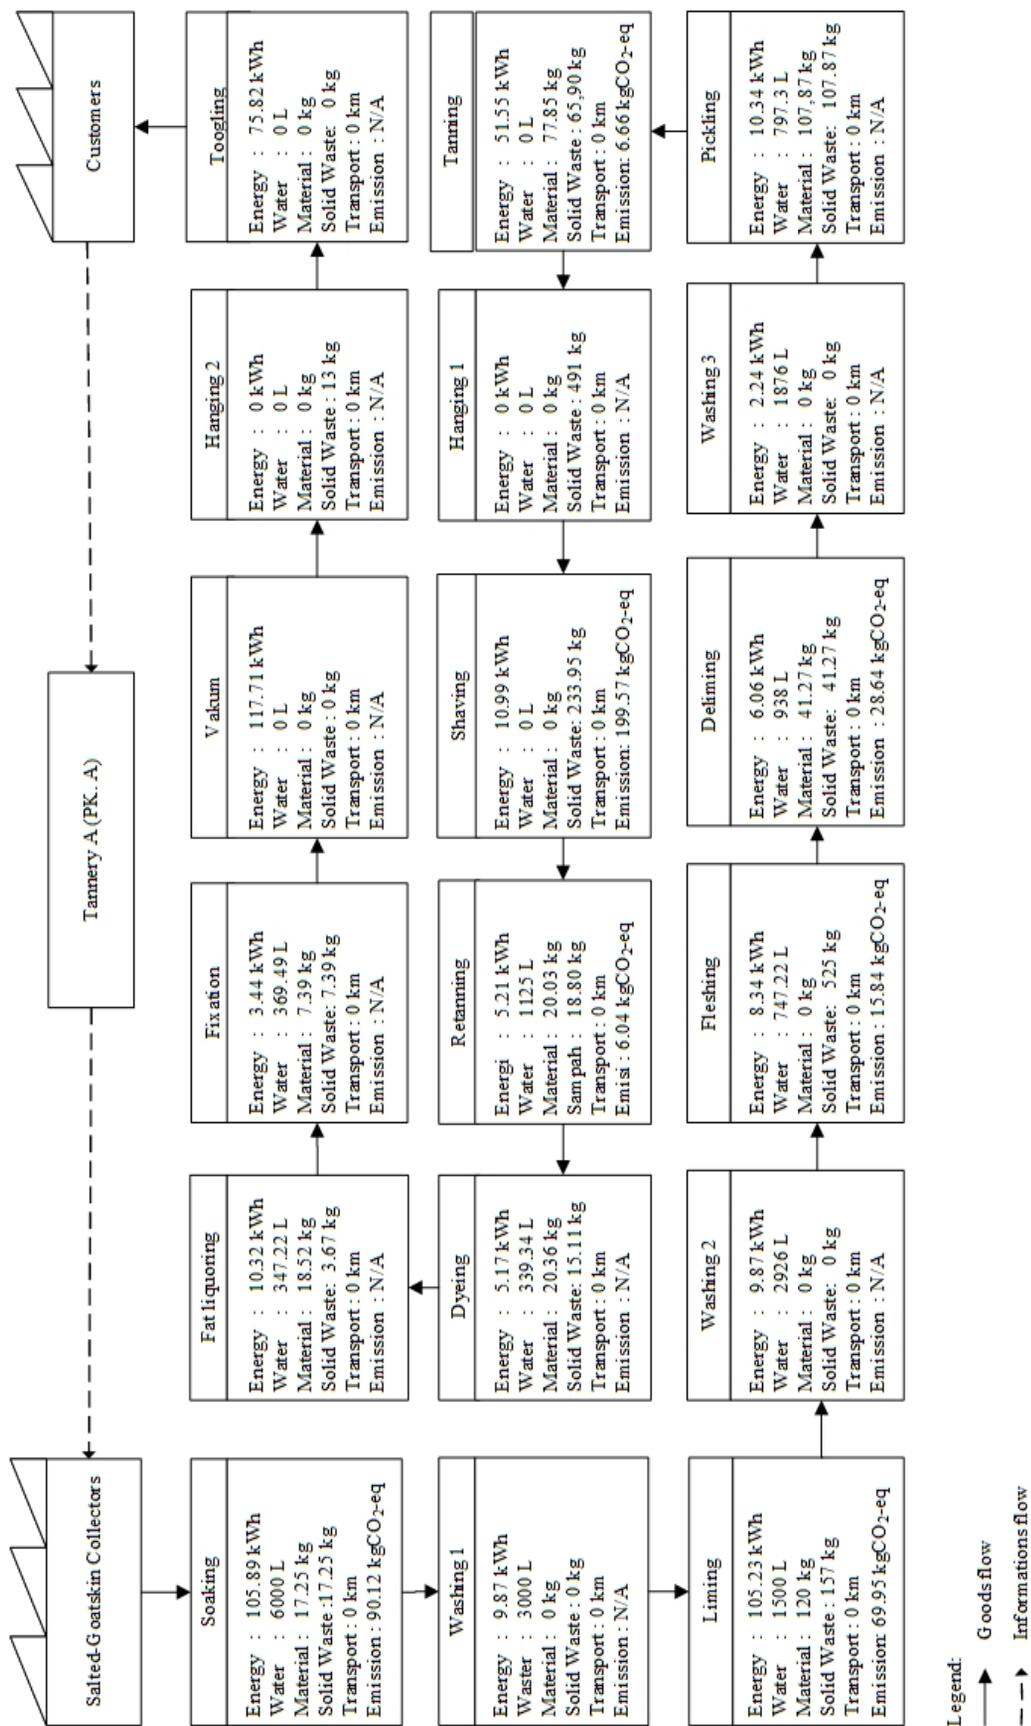 Salted-Goatskin Collectors
Tannery A (PK. A)
Customers
Soaking
Energy : 105.89 kWh
Water : 6000 L
Material : 17.25 kg
Solid Waste :17.25 kg
Transport : 0 km
Emission : 90.12 kgCO2-eq
Washing 1
Energy : 9.87 kWh
Waster : 3000 L
Material : 0 kg
Solid Waste : 0 kg
Transport : 0 km
Emission : N/A
Liming
Energy : 105.23 kWh
Water : 1500 L
Material : 120 kg
Solid Waste : 157 kg
Transport : 0 km
Emission: 69.95 kgCO2-eq
Washing 2
Energy : 9.87 kWh
Water : 2926 L
Material : 0 kg
Solid Waste: 0 kg
Transport : 0 km
Emission : N/A
Fleshing
Energy : 8.34 kWh
Water : 747.22 L
Material : 0 kg
Solid Waste: 525 kg
Transport : 0 km
Emission : 15.84 kgCO2-eq
Deliming
Energy : 6.06 kWh
Water : 938 L
Material : 41.27 kg
Solid Waste: 41.27 kg
Transport : 0 km
Emission : 28.64 kgCO2-eq
Washing 3
Energy : 2.24 kWh
Water : 1876 L
Material : 0 kg
Solid Waste: 0 kg
Transport : 0 km
Emission : N/A
Pickling
Energy : 10.34 kWh
Water : 797.3 L
Material : 107,87 kg
Solid Waste : 107.87 kg
Transport : 0 km
Emission : N/A
Tanning
Energy : 51.55 kWh
Water : 0 L
Material : 77.85 kg
Solid Waste : 65,90 kg
Transport : 0 km
Emission: 6.66 kgCO2-eq
Hanging 1
Energy : 0 kWh
Water : 0 L
Material : 0 kg
Solid Waste : 491 kg
Transport : 0 km
Emission : N/A
Shaving
Energy : 10.99 kWh
Water : 0 L
Material : 0 kg
Solid Waste: 233.95 kg
Transport : 0 km
Emission: 199.57 kgCO2-eq
Retanning
Energi : 5.21 kWh
Water : 1125 L
Material : 20.03 kg
Sampah : 18.80 kg
Transport : 0 km
Emisi : 6.04 kgCO2-eq
Dyeing
Energy : 5.17 kWh
Water : 339.34 L
Material : 20.36 kg
Solid Waste: 15.11 kg
Transport : 0 km
Emission : N/A
Fat liquoring
Energy : 10.32 kWh
Water : 347.22 L
Material : 18.52 kg
Solid Waste: 3.67 kg
Transport : 0 km
Emission : N/A
Fixation
Energy : 3.44 kWh
Water : 369.49 L
Material : 7.39 kg
Solid Waste: 7.39 kg
Transport : 0 km
Emission : N/A
Vakum
Energy : 117.71 kWh
Water : 0 L
Material : 0 kg
Solid Waste : 0 kg
Transport : 0 km
Emission : N/A
Hanging 2
Energy : 0 kWh
Water : 0 L
Material : 0 kg
Solid Waste : 13 kg
Transport : 0 km
Emission : N/A
Toogling
Energy : 75.82 kWh
Water : 0 L
Material : 0 kg
Solid Waste: 0 kg
Transport : 0 km
Emission : N/A
Legend:
Goods flow
Informations flow